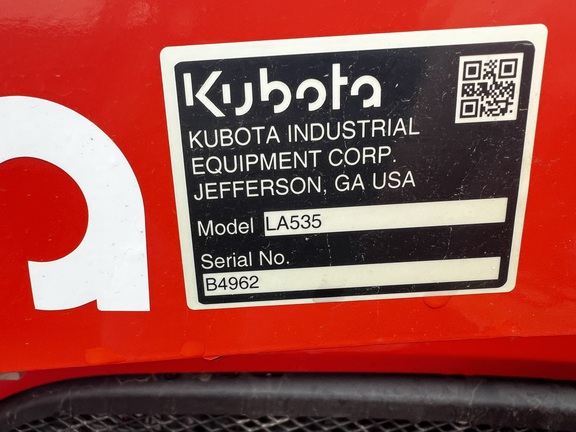 Kubota
KUBOTA INDUSTRIAL
EQUIPMENT CORP.
JEFFERSON, GA USA
Model LA535
Serial No.
B4962
a